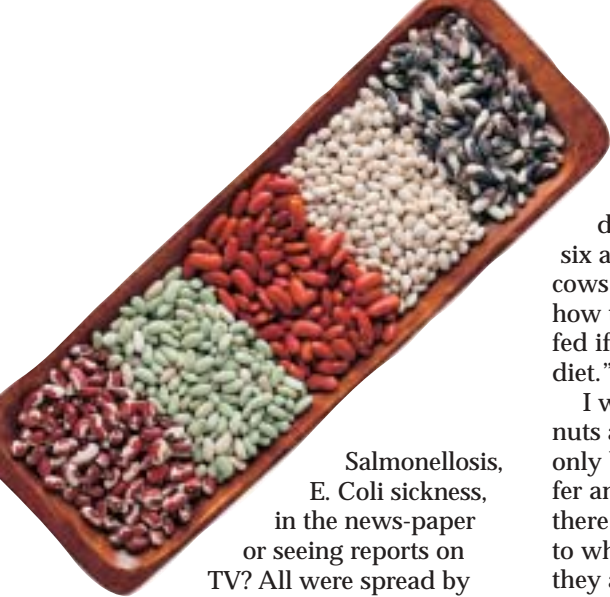 Salmonellosis,
E. Coli sickness,
in the news-paper
or seeing reports on
TV? All were spread by
d
six a
cows
how
fed if
diet.”
I w
nuts a
only
fer an
there
to wh
they a